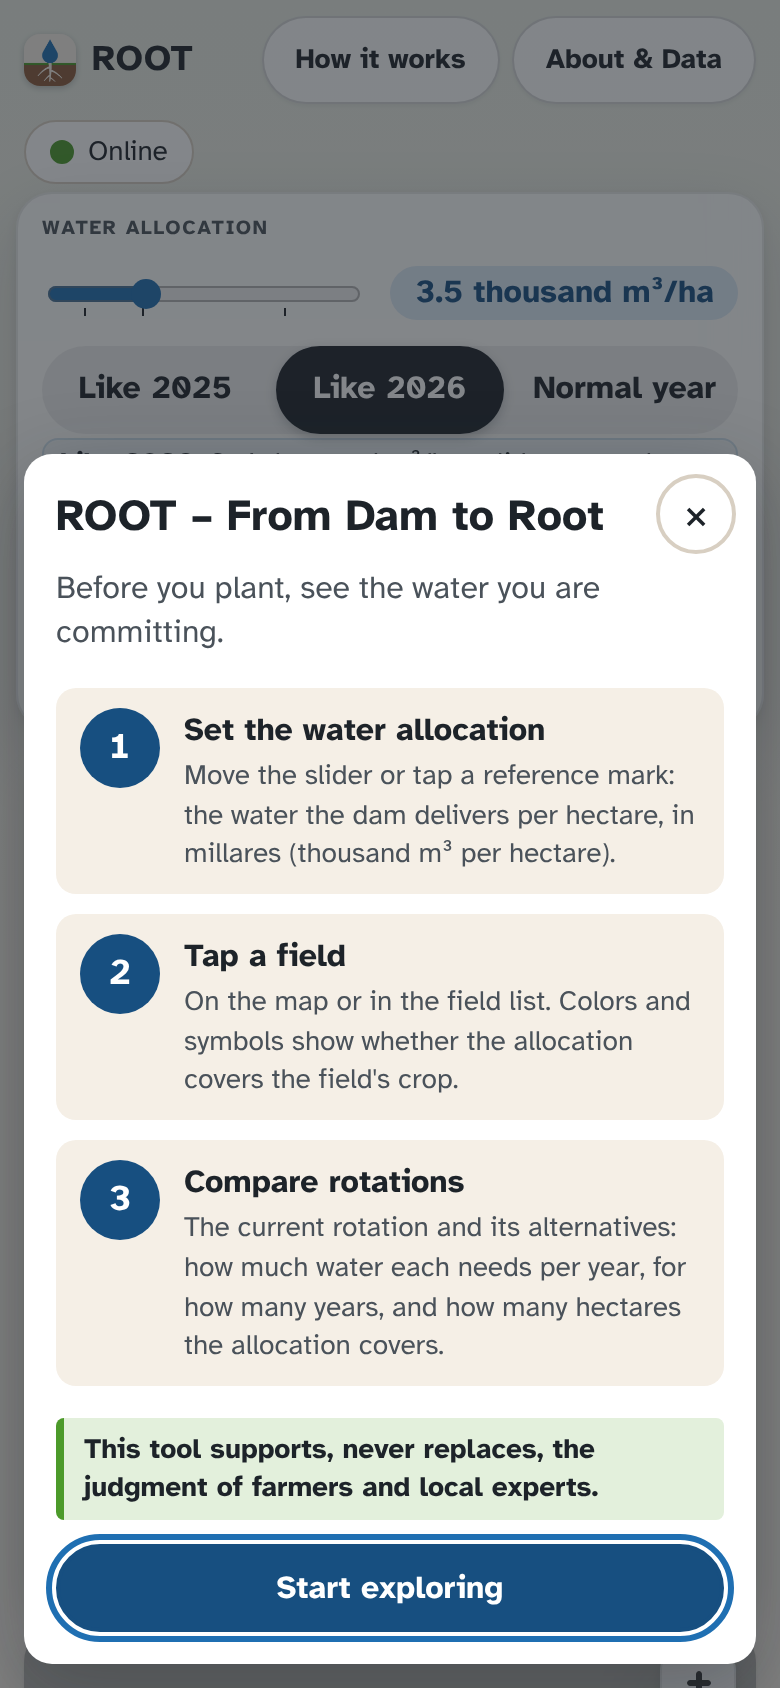 ROOT
How it works
About & Data
Online
WATER ALLOCATION
3.5 thousand m³/ha
Like 2025
Like 2026
Normal year
ROOT – From Dam to Root
×
Before you plant, see the water you are
committing.
1
Set the water allocation
Move the slider or tap a reference mark:
the water the dam delivers per hectare, in
millares (thousand m³ per hectare).
2
Tap a field
On the map or in the field list. Colors and
symbols show whether the allocation
covers the field's crop.
3
Compare rotations
The current rotation and its alternatives:
how much water each needs per year, for
how many years, and how many hectares
the allocation covers.
This tool supports, never replaces, the
judgment of farmers and local experts.
Start exploring
+